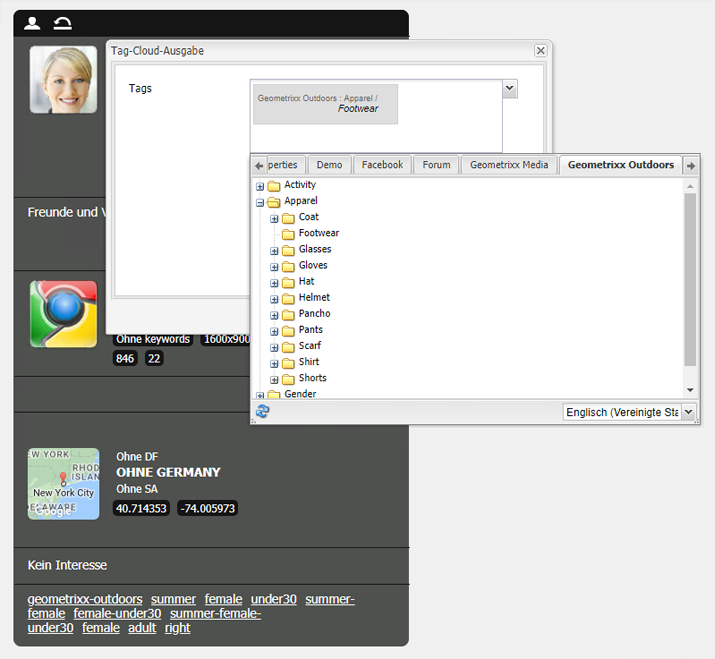 Tag-Cloud-Ausgabe
Tags
Geometrixx Outdoors : Apparel /
Footwear
perties Demo Facebook Forum Geometrixx Media Geometrixx Outdoors
Activity
Apparel
Coat
Footwear
Glasses
Gloves
Hat
Helmet
Pancho
Pants
Scarf
Shirt
Shorts
Gender
Englisch (Vereinigte Sta
Freunde und V
Ohne keywords 1600x900
846 22
EW YORK
RHOD
ISLAN
New York City
DELAWARE
Google
Ohne DF
OHNE GERMANY
Ohne SA
40.714353 -74.005973
Kein Interesse
geometrixx-outdoors summer female under30 summer-
female female-under30 summer-female-
under30 female adult right